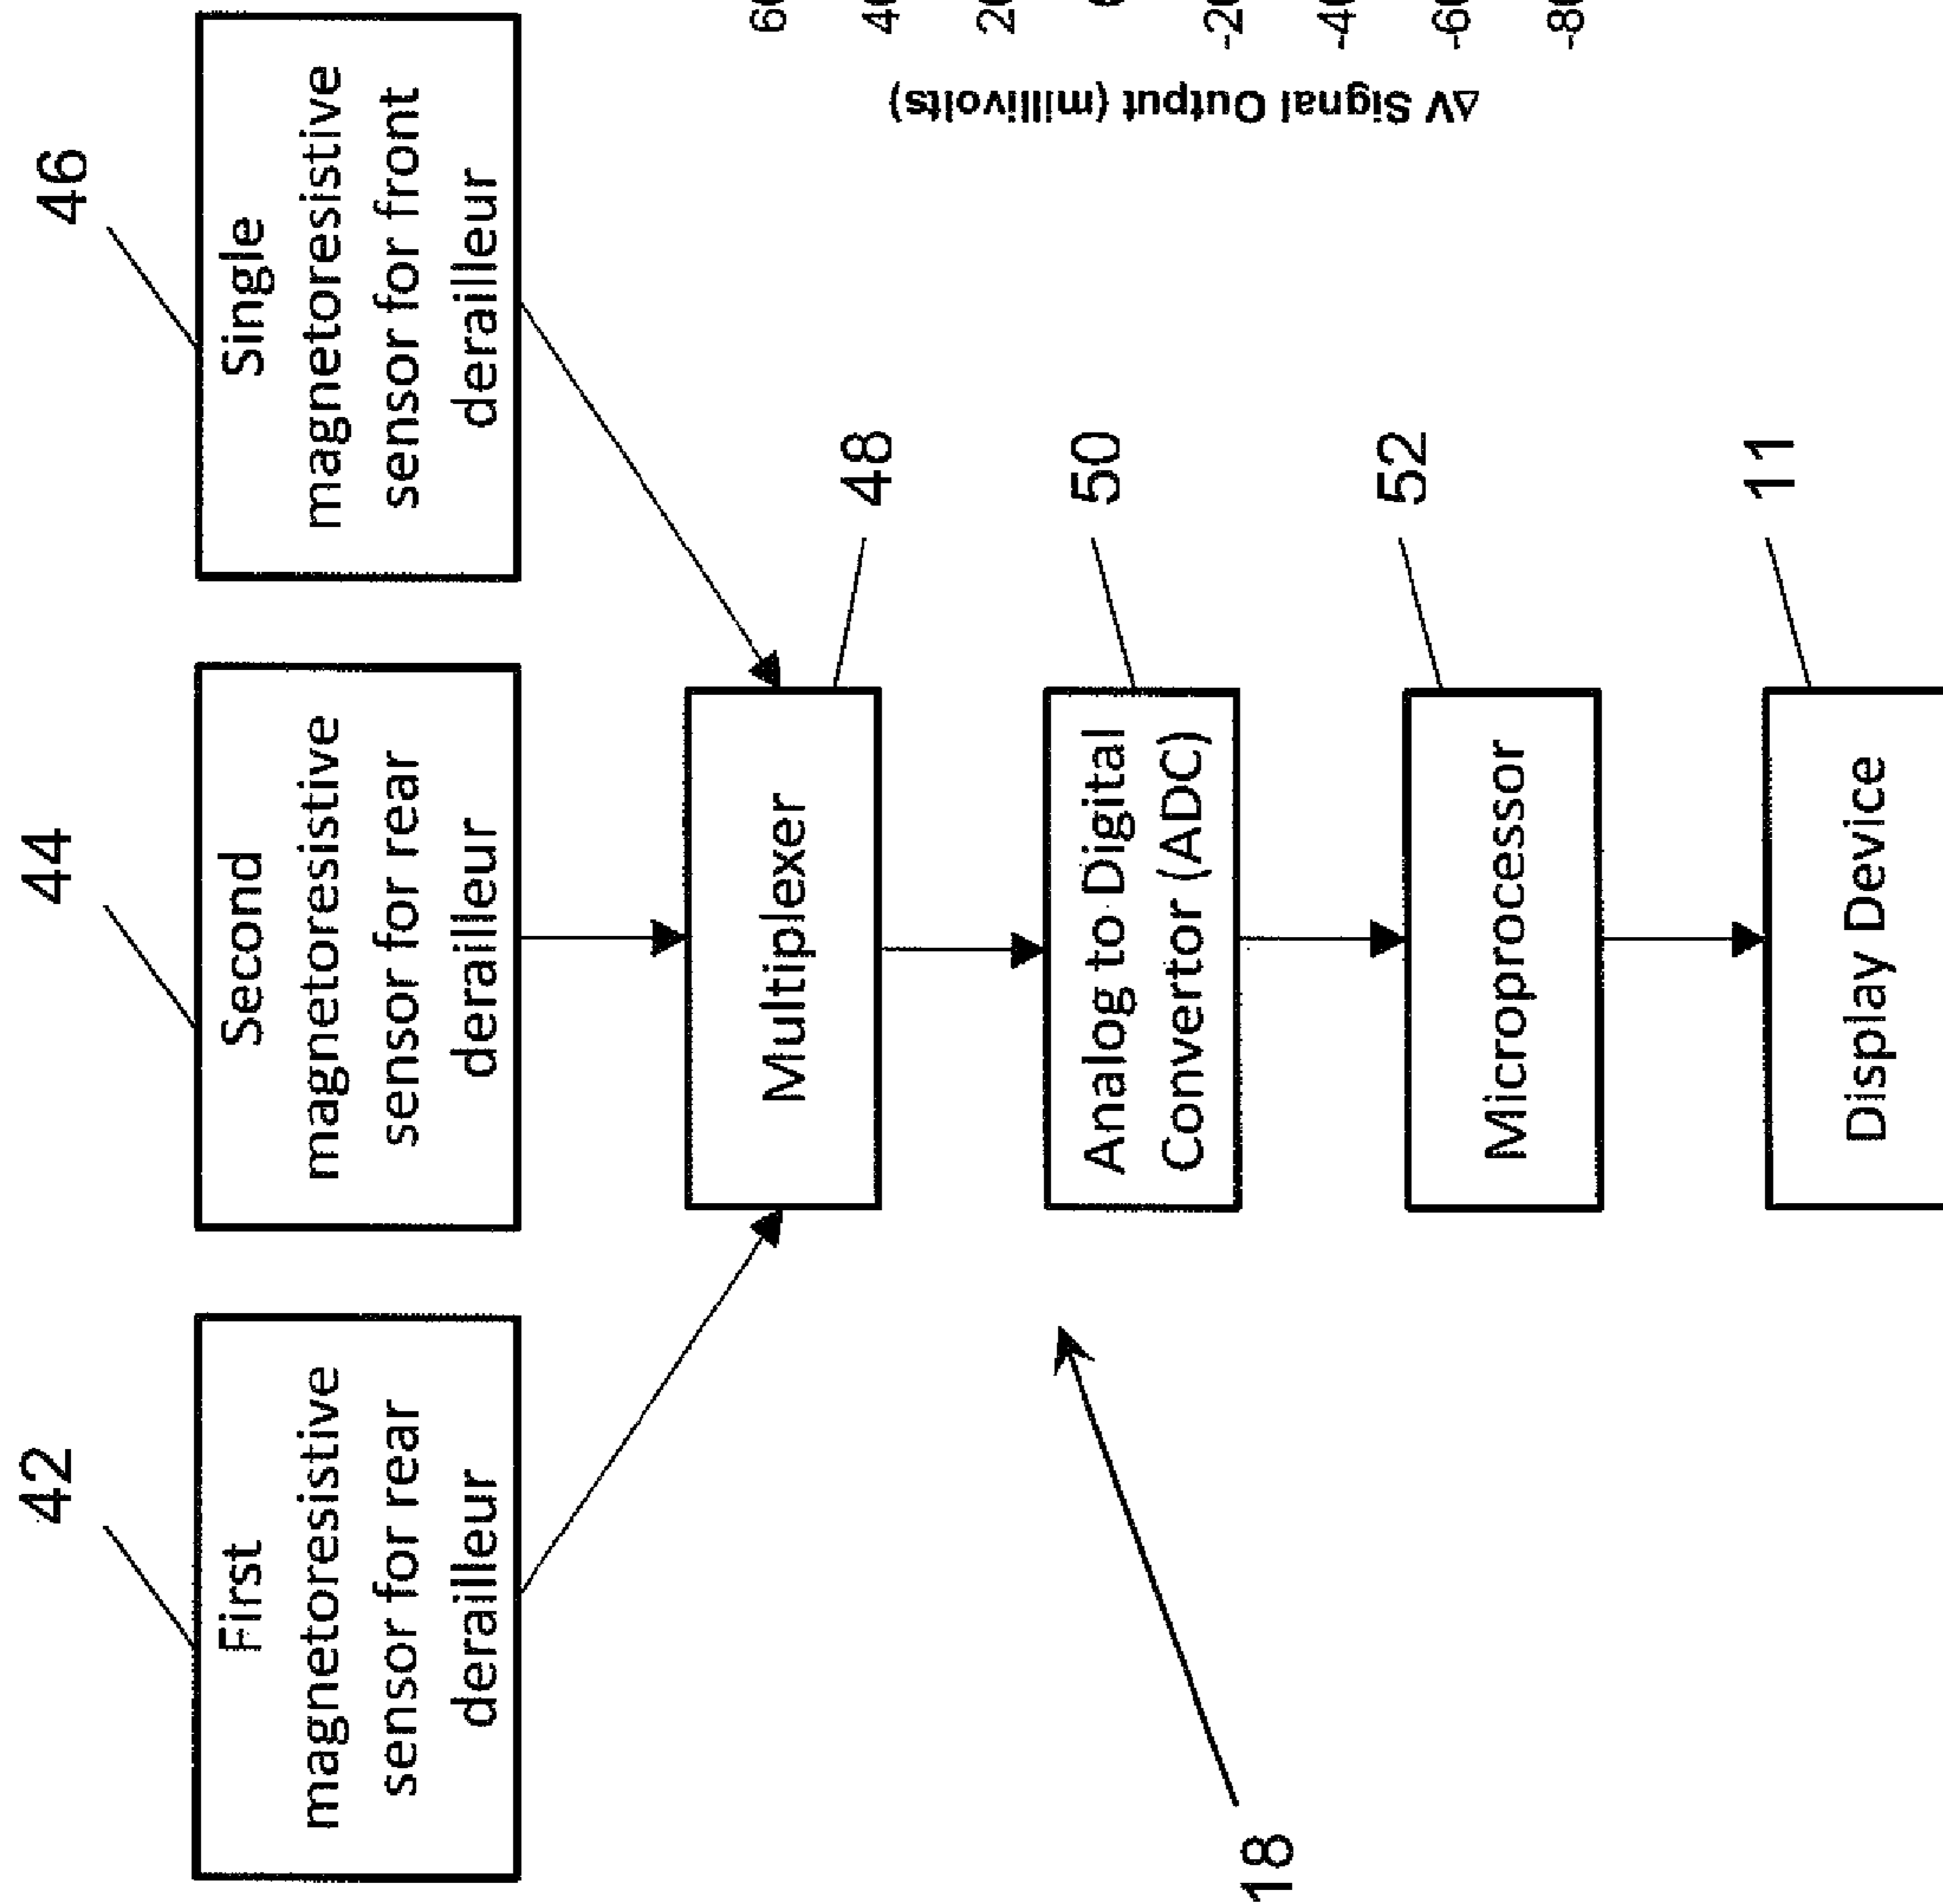 42
44
46
First
magnetoresistive
sensor for rear
derailleur
Second
magnetoresistive
sensor for rear
derailleur
Single
magnetoresistive
sensor for front
derailleur
Multiplexer
48
Analog to Digital
Convertor (ADC)
50
Microprocessor
52
Display Device
11
18
ΔV Signal Output (millivolts)